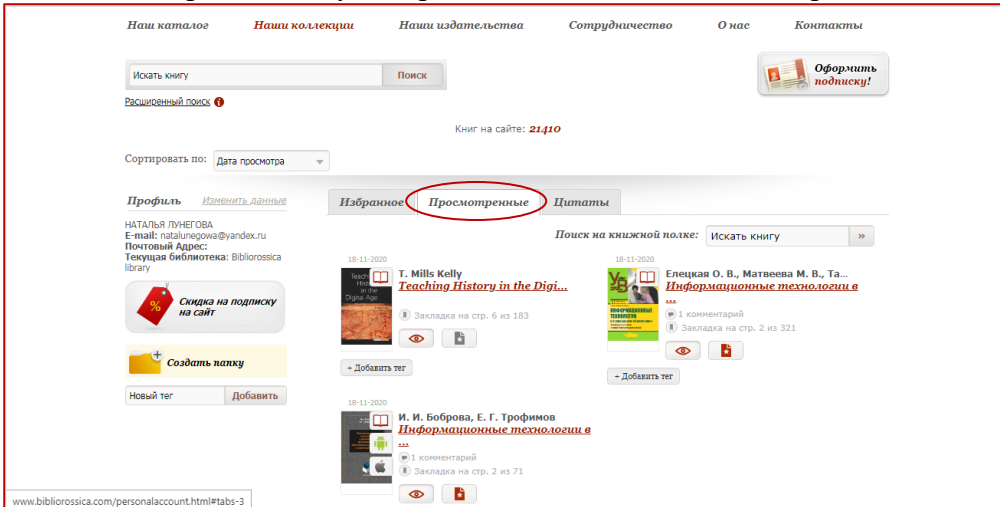 Наш каталог Наши коллекции Наши издательства Сотрудничество О нас Контакты
Искать книгу Поиск
Оформить
подписку!
Расширенный поиск
Книг на сайте: 21410
Сортировать по: Дата просмотра
Профиль Изменить данные
НАТАЛЬЯ ЛУНЕГОВА
E-mail: natalunegowa@yandex.ru
Почтовый Адрес:
Текущая библиотека: Bibliorossica
library
% Скидка на подписку
на сайт
Создать папку
Новый тег Добавить
Избранное Просмотренные Цитаты
Поиск на книжной полке: Искать книгу »
18-11-2020
T. Mills Kelly
Teaching History in the Digi...
Закладка на стр. 6 из 183
+ Добавить тег
18-11-2020
Елецкая О. В., Матвеева М. В., Та...
Информационные технологии в
...
1 комментарий
Закладка на стр. 2 из 321
+ Добавить тег
18-11-2020
И. И. Боброва, Е. Г. Трофимов
Информационные технологии в
...
1 комментарий
Закладка на стр. 2 из 71
www.bibliorossica.com/personalaccount.html#tabs-3